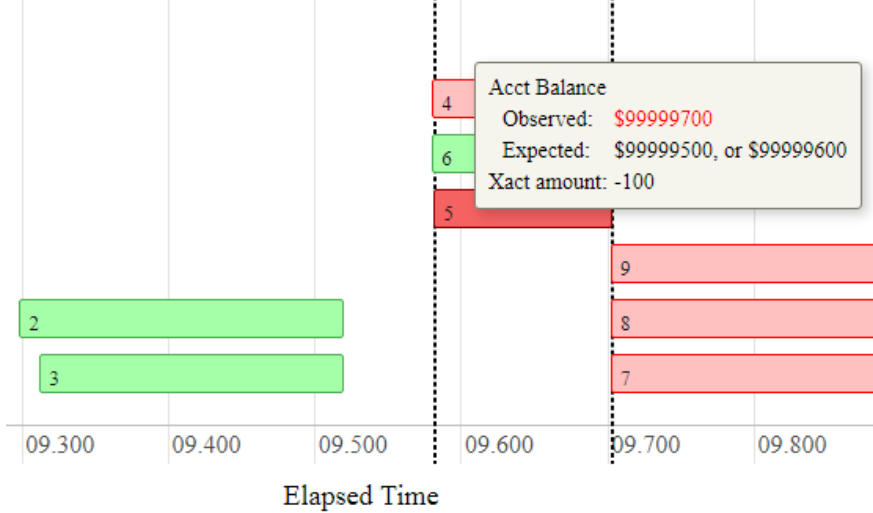 4
Acct Balance
Observed: $99999700
Expected: $99999500, or $99999600
Xact amount: -100
6
5
9
2
8
3
7
09.300 09.400 09.500 09.600 09.700 09.800
Elapsed Time